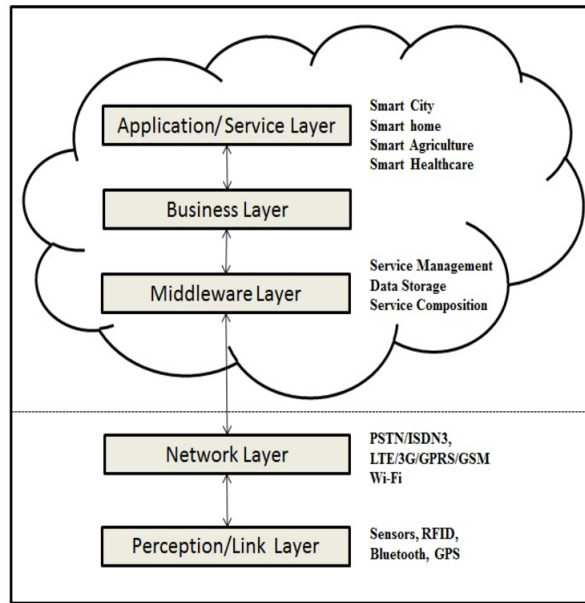 Application/ Service Layer
Smart City
Smart home
Smart Agriculture
Smart Healthcare
Business Layer
Middleware Layer
Service Management
Data Storage
Service Composition
Network Layer
PSTN/ISDN3,
LTE/3G/GPRS/GSM
Wi-Fi
Perception/Link Layer
Sensors, RFID,
Bluetooth, GPS